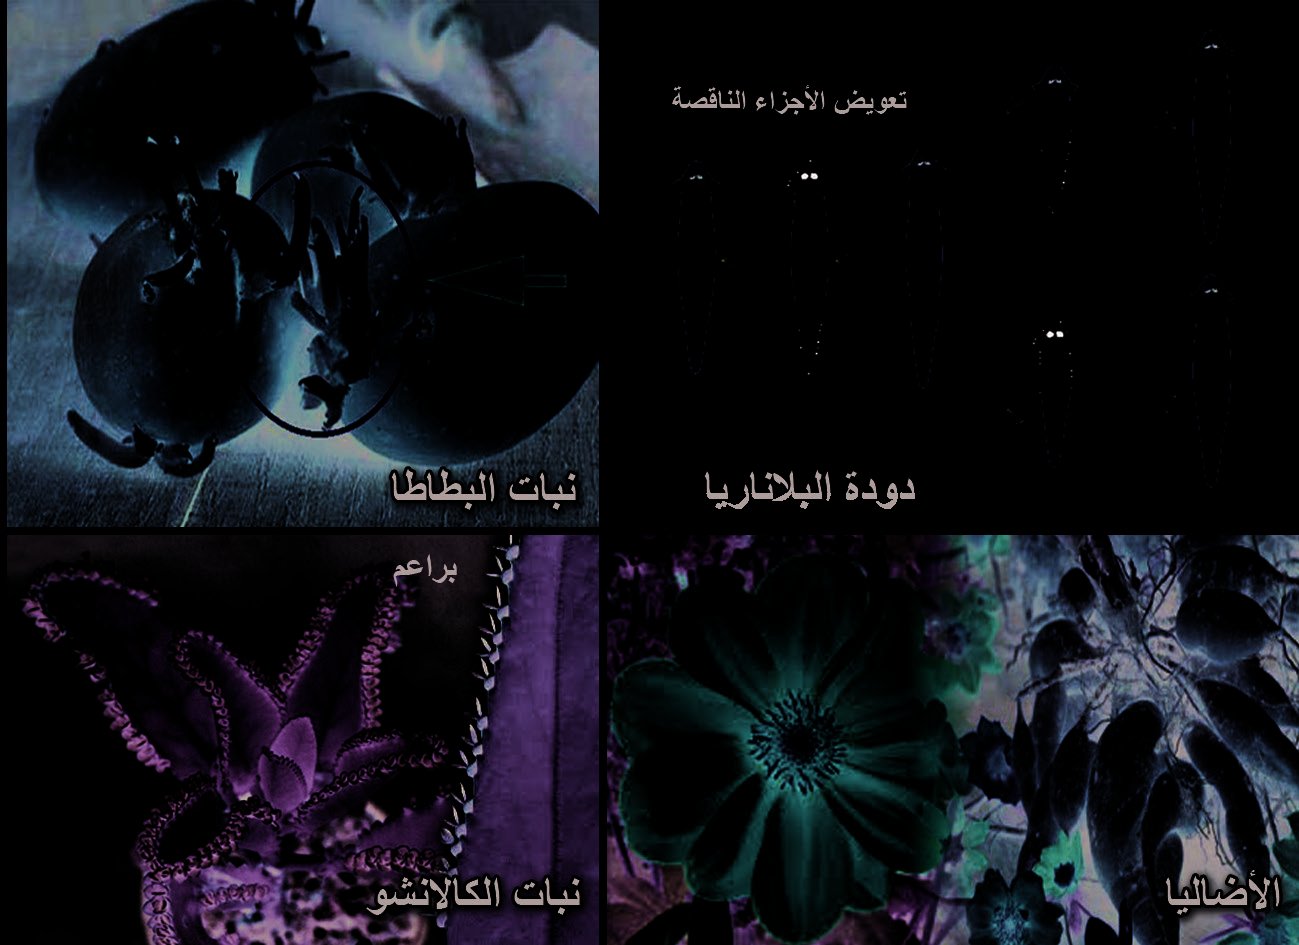 تعويض الأجزاء الناقصة
دودة البلاناريا
نبات البطاطا
براعم
نبات الكالانشو
الأضاليا